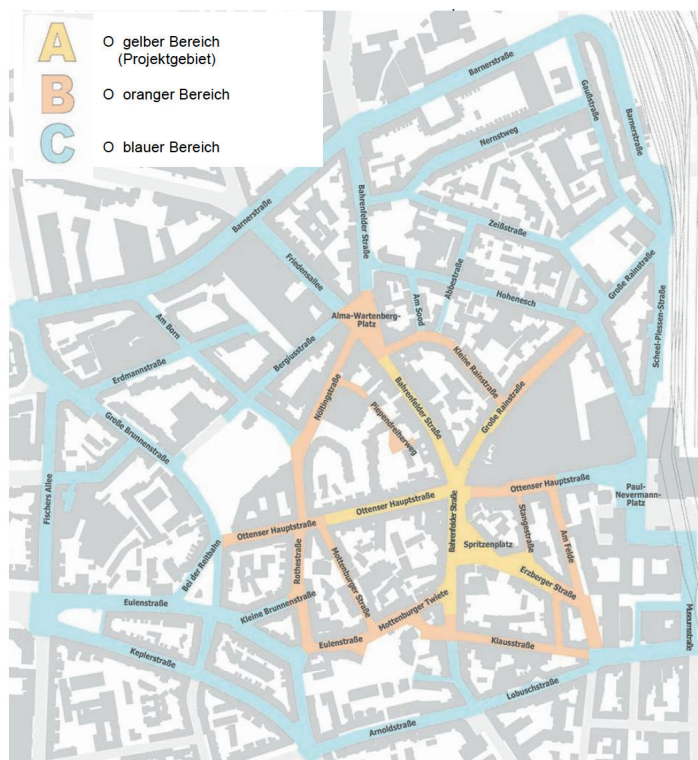 A O gelber Bereich
(Projektgebiet)
B O oranger Bereich
C O blauer Bereich
Barnerstraße
Gaußstraße
Barnerstraße
Nernstweg
Bahrenfelder Straße
Barnerstraße
Zeißstraße
Friedensallee
Große Rainstraße
Abbestraße
Hohenesch
Am Sood
Scheel-Plessen-Straße
Alma-Wartenberg-
Platz
Am Born
Bergiusstraße
Kleine Rainstraße
Erdmannstraße
Nöltingstraße
Bahrenfelder Straße
Große Rainstraße
Pippendreiherweg
Große Brunnenstraße
Fischers Allee
Ottenser Hauptstraße
Paul-
Nevermann-
Platz
Ottenser Hauptstraße
Bahrenfelder Straße
Stangestraße
Ottenser Hauptstraße
Am Felde
Spritzenplatz
Bei der Reitbahn
Rothestraße
Mottenburger Straße
Erzberger Straße
Eulenstraße
Kleine Brunnenstraße
Mottenburger Twiete
Museumstraße
Eulenstraße
Klausstraße
Keplerstraße
Lobuschstraße
Arnoldstraße